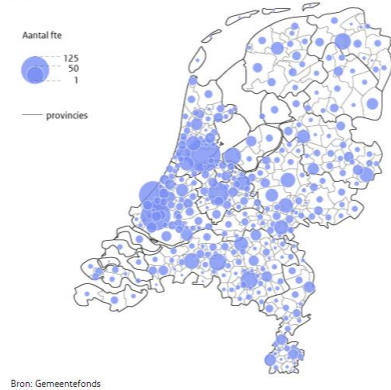 Aantal fte
125
50
1
provincies
Bron: Gemeentefonds